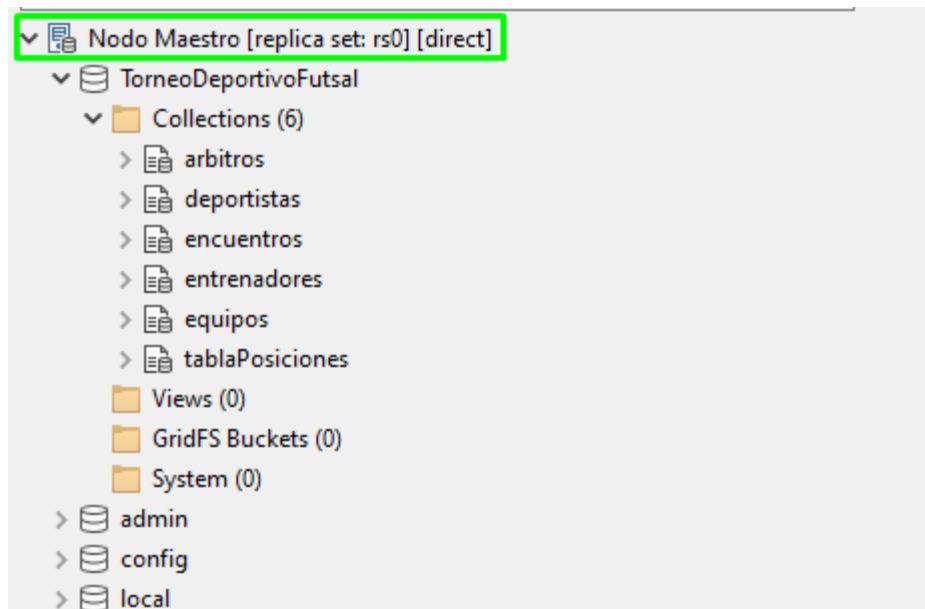 Nodo Maestro [replica set: rs0] [direct]
TorneoDeportivoFutsal
Collections (6)
arbitros
deportistas
encuentros
entrenadores
equipos
tablaPosiciones
Views (0)
GridFS Buckets (0)
System (0)
admin
config
local